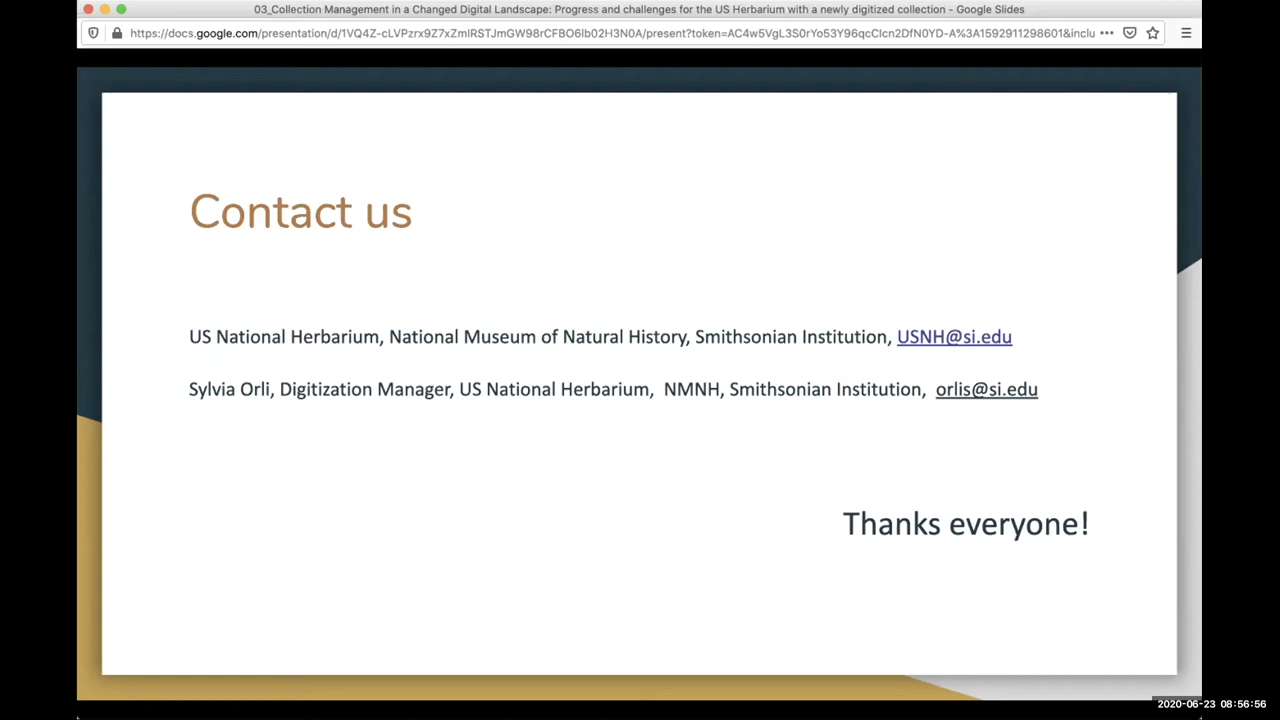 03_Collection Management in a Changed Digital Landscape: Progress and challenges for the US Herbarium with a newly digitized collection - Google Slides
https://docs.google.com/presentation/d/1VQ4Z-cLVPzrx9Z7xZmIRSTJmGW98rCFBO6lb02H3N0A/present?token=AC4w5VgL3S0rYo53Y96qcCIcn2DfN0YD-A%3A1592911298601&inclu
Contact us
US National Herbarium, National Museum of Natural History, Smithsonian Institution, USNH@si.edu
Sylvia Orli, Digitization Manager, US National Herbarium, NMNH, Smithsonian Institution, orlis@si.edu
Thanks everyone!
2020-06-23 08:56:56